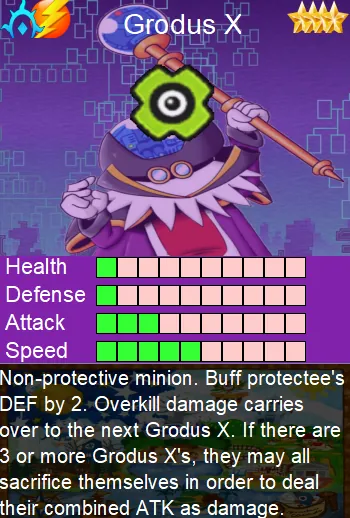 Grodus X
Health
Defense
Attack
Speed
Non-protective minion. Buff protectee's
DEF by 2. Overkill damage carries
over to the next Grodus X. If there are
3 or more Grodus X's, they may all
sacrifice themselves in order to deal
their combined ATK as damage.